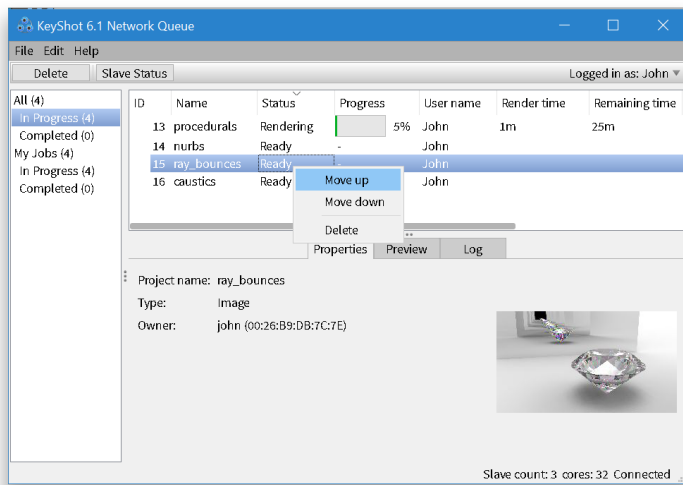 KeyShot 6.1 Network Queue
File Edit Help
Delete Slave Status Logged in as: John
All (4)
In Progress (4)
Completed (0)
My Jobs (4)
In Progress (4)
Completed (0)
ID Name Status Progress User name Render time Remaining time
13 procedurals Rendering 5% John 1m 25m
14 nurbs Ready - John
15 ray_bounces Ready - John
16 caustics Ready John
Move up
Move down
Delete
Properties Preview Log
Project name: ray_bounces
Type: Image
Owner: john (00:26:B9:DB:7C:7E)
Slave count: 3 cores: 32 Connected